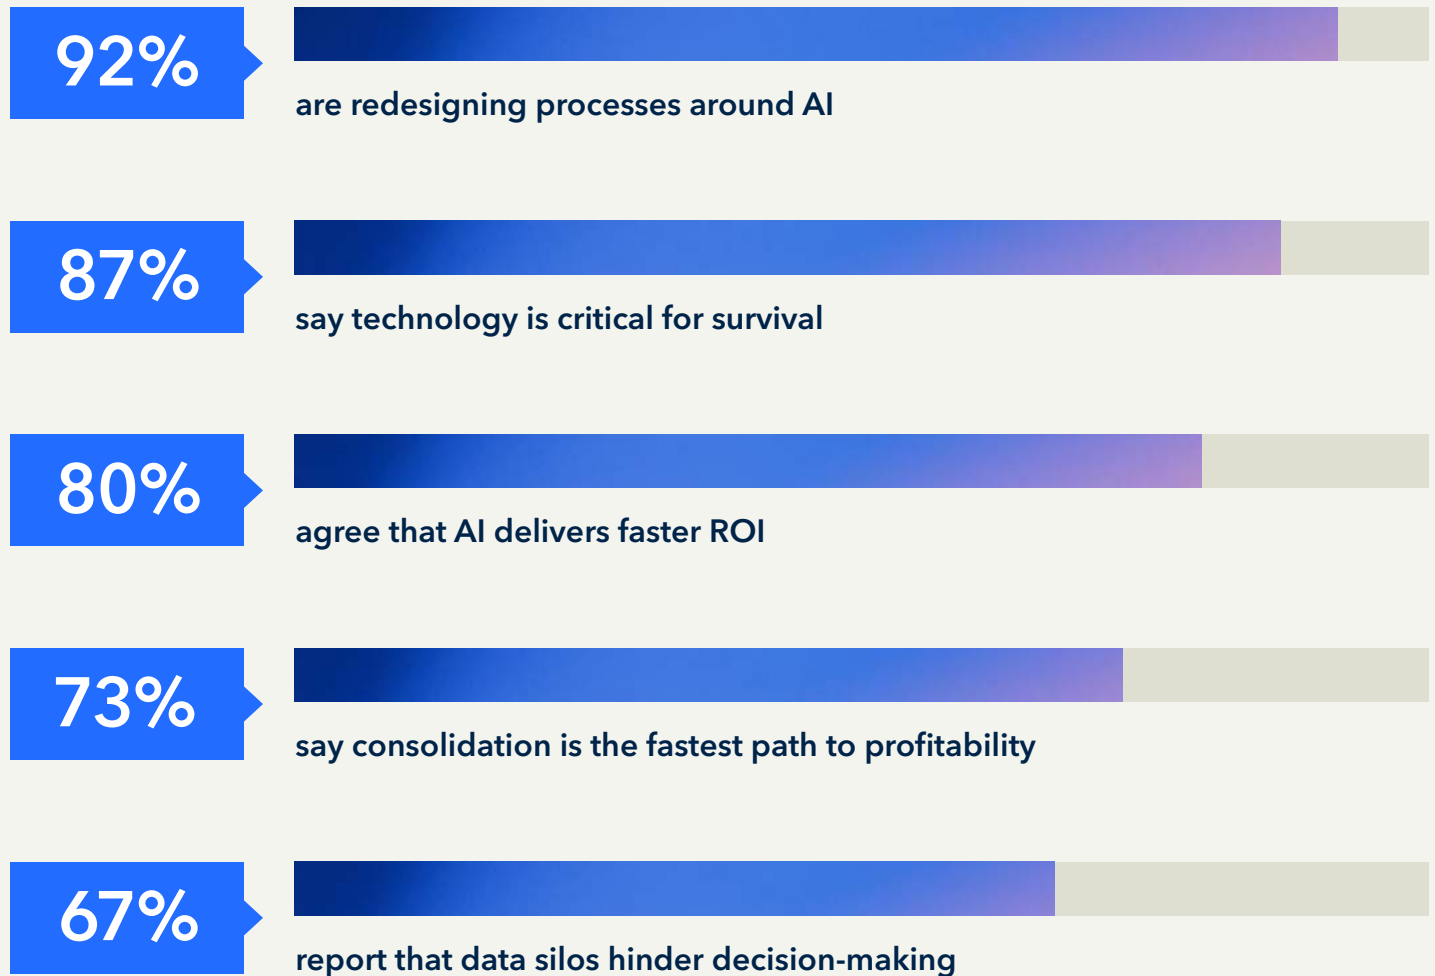 92%
are redesigning processes around AI
87%
say technology is critical for survival
80%
agree that AI delivers faster ROI
73%
say consolidation is the fastest path to profitability
67%
report that data silos hinder decision-making